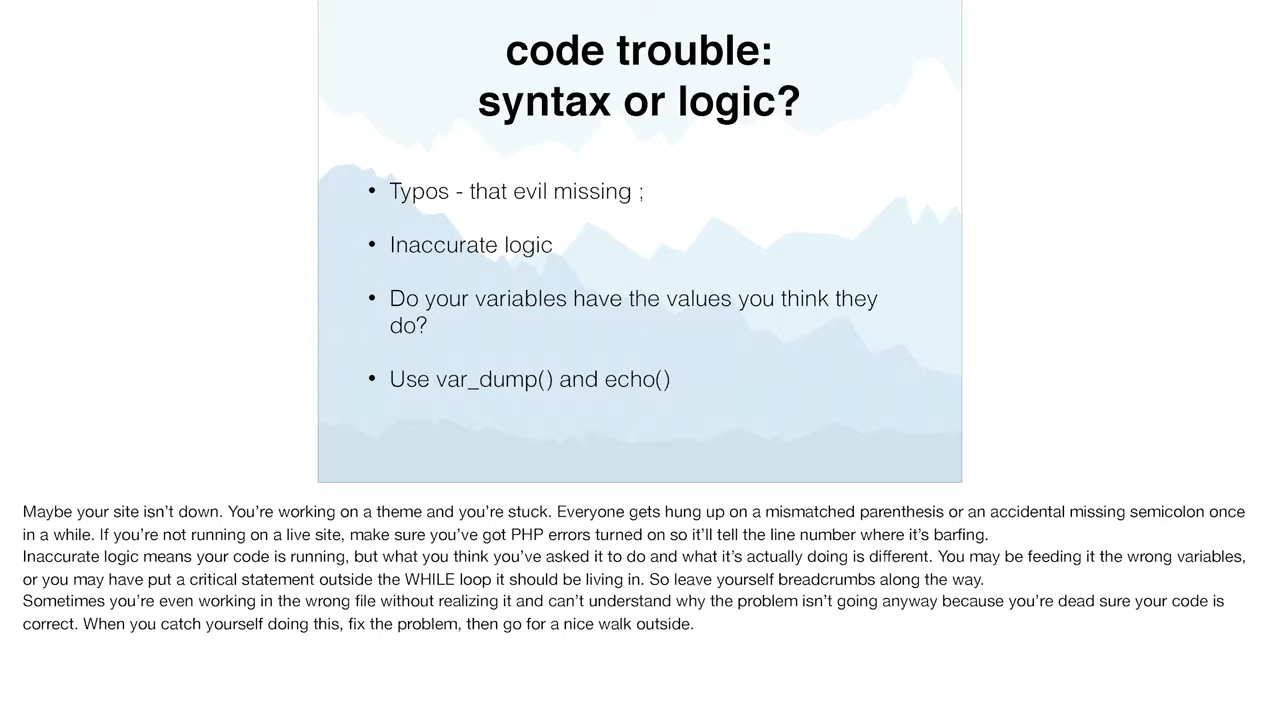 code trouble:
syntax or logic?
• Typos - that evil missing ;
• Inaccurate logic
• Do your variables have the values you think they
do?
• Use var_dump() and echo()
Maybe your site isn’t down. You’re working on a theme and you’re stuck. Everyone gets hung up on a mismatched parenthesis or an accidental missing semicolon once
in a while. If you’re not running on a live site, make sure you’ve got PHP errors turned on so it’ll tell the line number where it’s barfing.
Inaccurate logic means your code is running, but what you think you’ve asked it to do and what it’s actually doing is different. You may be feeding it the wrong variables,
or you may have put a critical statement outside the WHILE loop it should be living in. So leave yourself breadcrumbs along the way.
Sometimes you’re even working in the wrong file without realizing it and can’t understand why the problem isn’t going anyway because you’re dead sure your code is
correct. When you catch yourself doing this, fix the problem, then go for a nice walk outside.